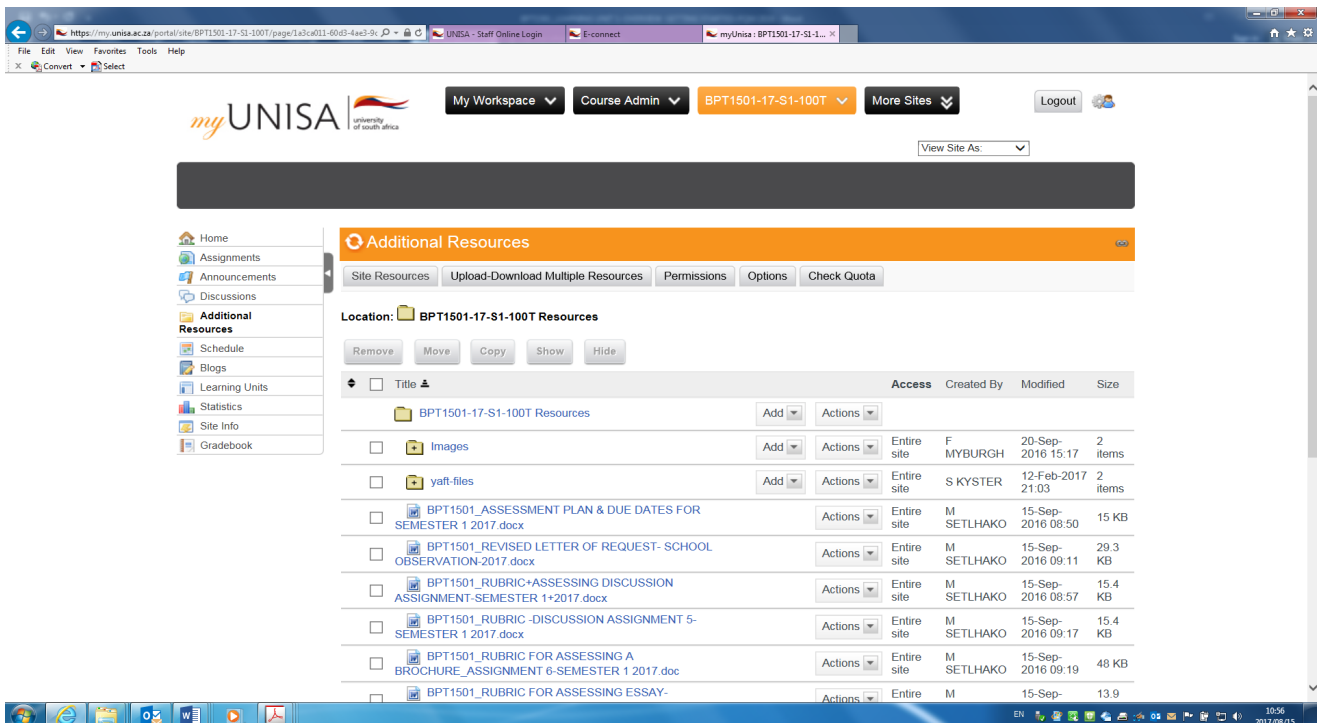 https://my.unisa.ac.za/portal/site/BPT1501-17-S1-100T/page/1a3ca011-60d3-4ae3-9c
UNISA - Staff Online Login
E-connect
myUnisa : BPT1501-17-S1-1...
File Edit View Favorites Tools Help
X Convert Select
myUNISA university of south africa
My Workspace
Course Admin
BPT1501-17-S1-100T
More Sites
Logout
View Site As:
Home
Assignments
Announcements
Discussions
Additional
Resources
Schedule
Blogs
Learning Units
Statistics
Site Info
Gradebook
Additional Resources
Site Resources Upload-Download Multiple Resources Permissions Options Check Quota
Location: BPT1501-17-S1-100T Resources
Remove Move Copy Show Hide
Title Access Created By Modified Size
BPT1501-17-S1-100T Resources Add Actions
Images Add Actions Entire site F MYBURGH 20-Sep-2016 15:17 2 items
yaft-files Add Actions Entire site S KYSTER 12-Feb-2017 21:03 2 items
BPT1501_ASSESSMENT PLAN & DUE DATES FOR
SEMESTER 1 2017.docx Actions Entire site M SETLHAKO 15-Sep-2016 08:50 15 KB
BPT1501_REVISED LETTER OF REQUEST- SCHOOL
OBSERVATION-2017.docx Actions Entire site M SETLHAKO 15-Sep-2016 09:11 29.3 KB
BPT1501_RUBRIC+ASSESSING DISCUSSION
ASSIGNMENT-SEMESTER 1+2017.docx Actions Entire site M SETLHAKO 15-Sep-2016 08:57 15.4 KB
BPT1501_RUBRIC -DISCUSSION ASSIGNMENT 5-
SEMESTER 1 2017.docx Actions Entire site M SETLHAKO 15-Sep-2016 09:17 15.4 KB
BPT1501_RUBRIC FOR ASSESSING A
BROCHURE_ASSIGNMENT 6-SEMESTER 1 2017.doc Actions Entire site M SETLHAKO 15-Sep-2016 09:19 48 KB
BPT1501_RUBRIC FOR ASSESSING ESSAY- Actions Entire M 15-Sep- 13.9
EN 10:56
2017/08/15